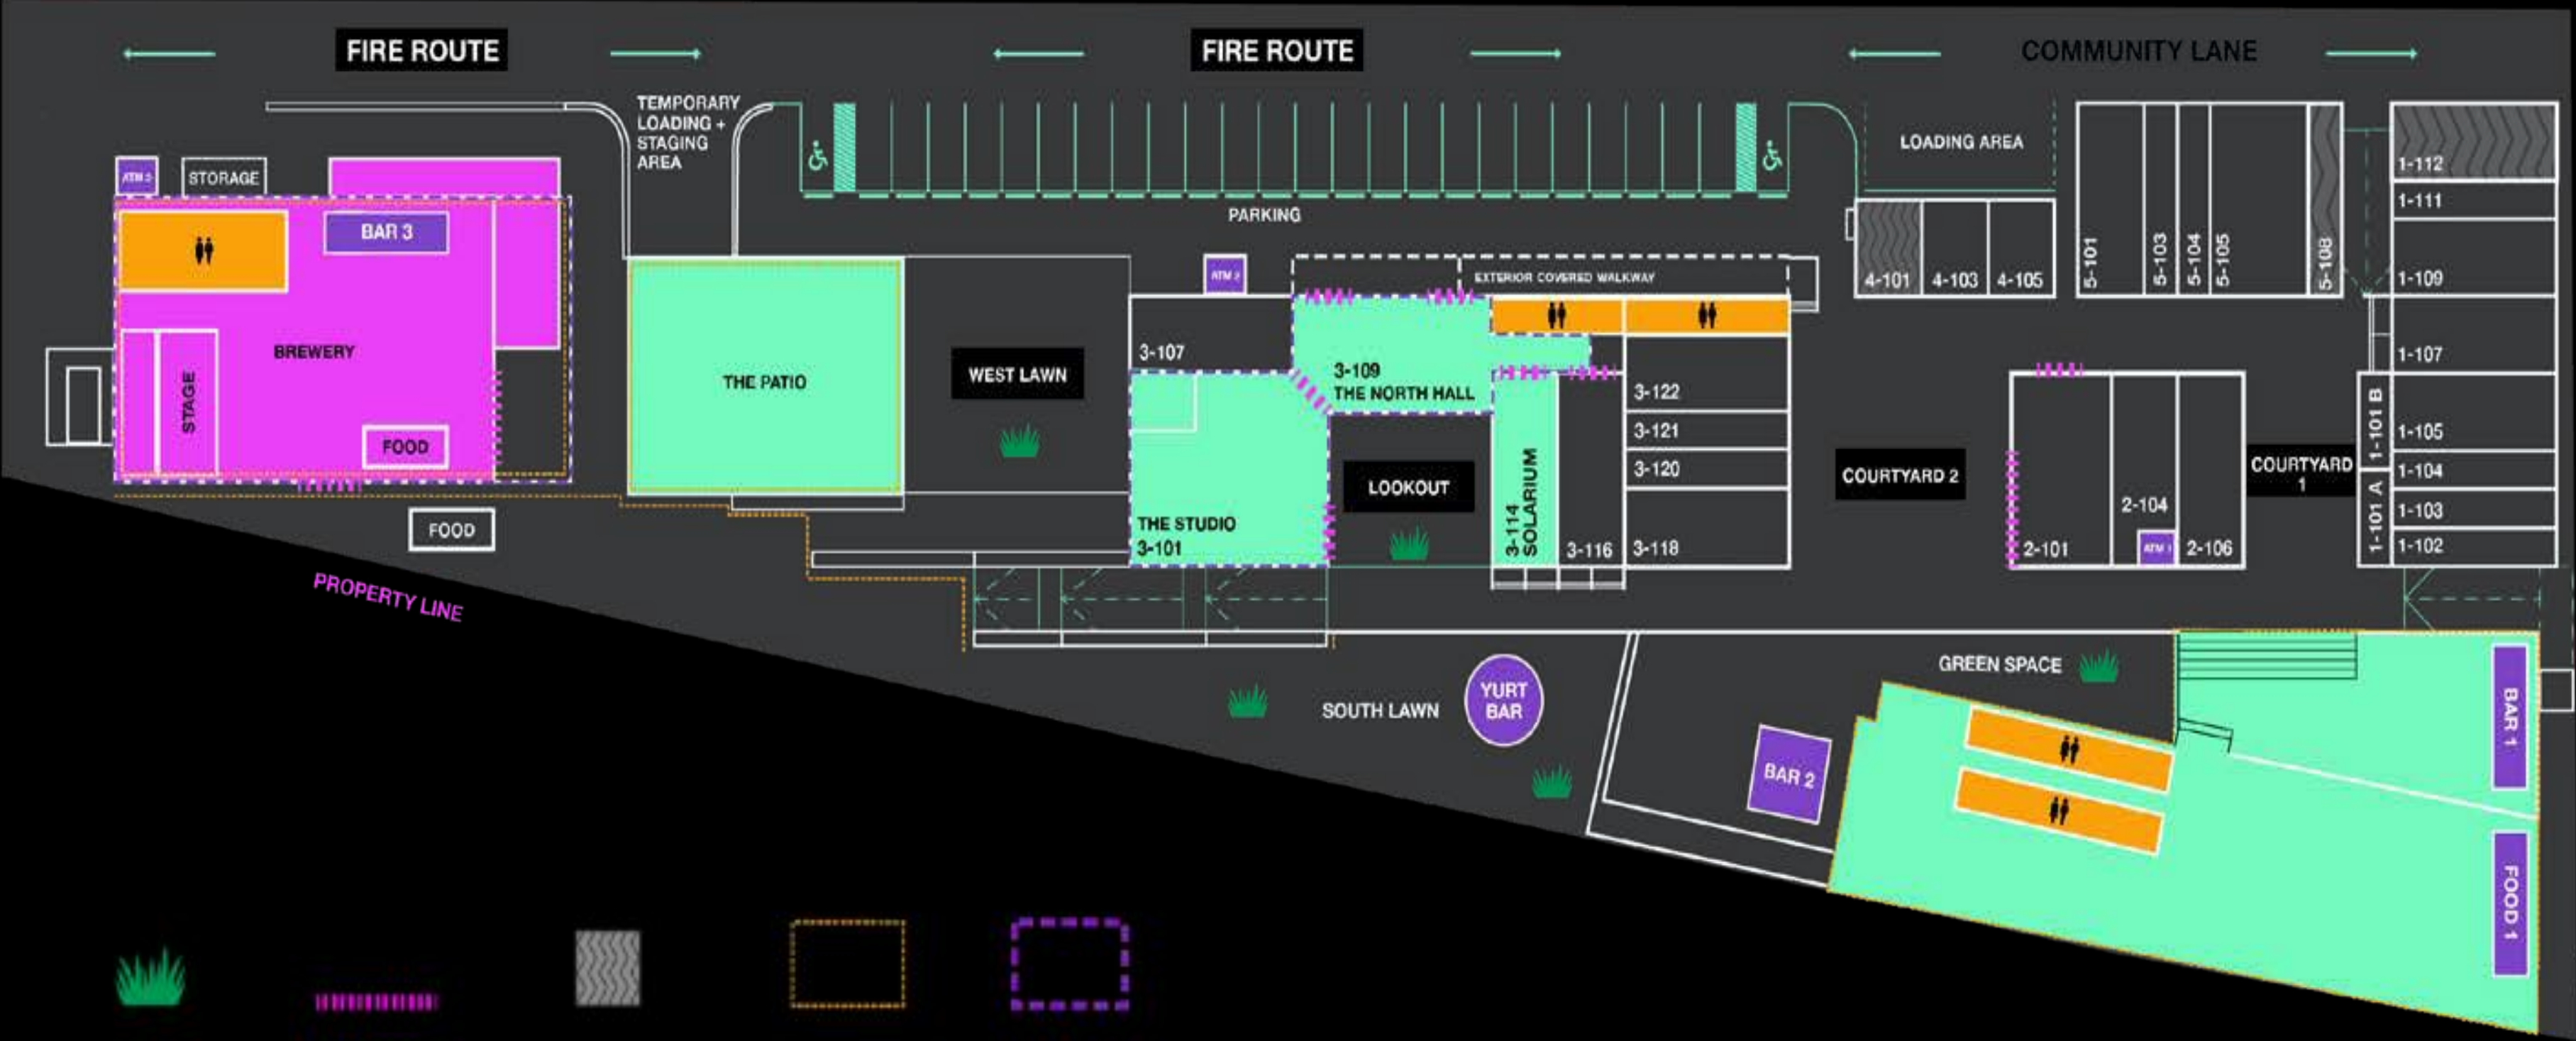 FIRE ROUTE
FIRE ROUTE
COMMUNITY LANE
TEMPORARY
LOADING +
STAGING
AREA
LOADING AREA
PARKING
STORAGE
BAR 3
BREWERY
STAGE
FOOD
FOOD
PROPERTY LINE
THE PATIO
WEST LAWN
ATM 2
EXTERIOR COVERED WALKWAY
3-107
3-109
THE NORTH HALL
THE STUDIO
3-101
LOOKOUT
3-114
SOLARIUM
3-116
3-122
3-121
3-120
3-118
4-101
4-103
4-105
5-101
5-103
5-104
5-105
5-108
1-112
1-111
1-109
1-107
1-105
1-104
1-103
1-102
1-101 B
1-101 A
COURTYARD 2
2-101
2-104
ATM 1
2-106
COURTYARD
1
SOUTH LAWN
YURT
BAR
BAR 2
GREEN SPACE
BAR 1
FOOD 1